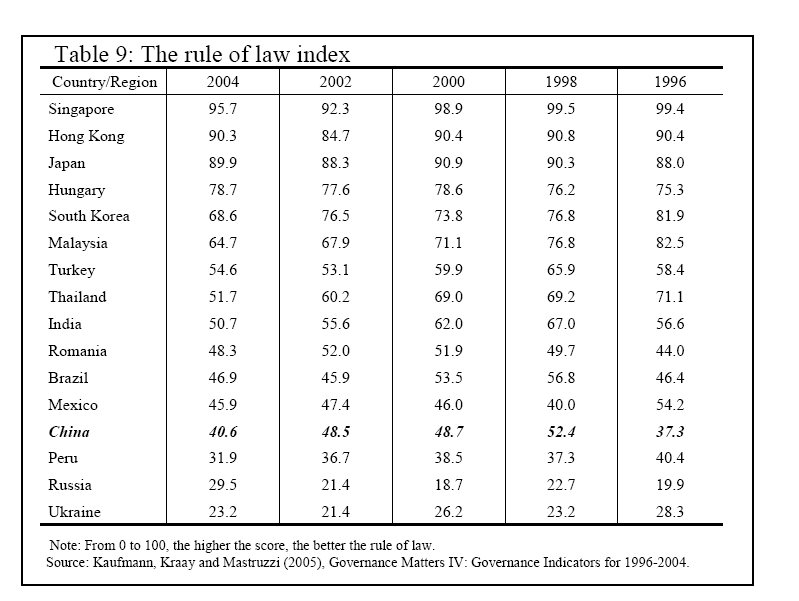 Table 9: The rule of law index
Country/Region 2004 2002 2000 1998 1996
Singapore 95.7 92.3 98.9 99.5 99.4
Hong Kong 90.3 84.7 90.4 90.8 90.4
Japan 89.9 88.3 90.9 90.3 88.0
Hungary 78.7 77.6 78.6 76.2 75.3
South Korea 68.6 76.5 73.8 76.8 81.9
Malaysia 64.7 67.9 71.1 76.8 82.5
Turkey 54.6 53.1 59.9 65.9 58.4
Thailand 51.7 60.2 69.0 69.2 71.1
India 50.7 55.6 62.0 67.0 56.6
Romania 48.3 52.0 51.9 49.7 44.0
Brazil 46.9 45.9 53.5 56.8 46.4
Mexico 45.9 47.4 46.0 40.0 54.2
China 40.6 48.5 48.7 52.4 37.3
Peru 31.9 36.7 38.5 37.3 40.4
Russia 29.5 21.4 18.7 22.7 19.9
Ukraine 23.2 21.4 26.2 23.2 28.3
Note: From 0 to 100, the higher the score, the better the rule of law.
Source: Kaufmann, Kraay and Mastruzzi (2005), Governance Matters IV: Governance Indicators for 1996-2004.